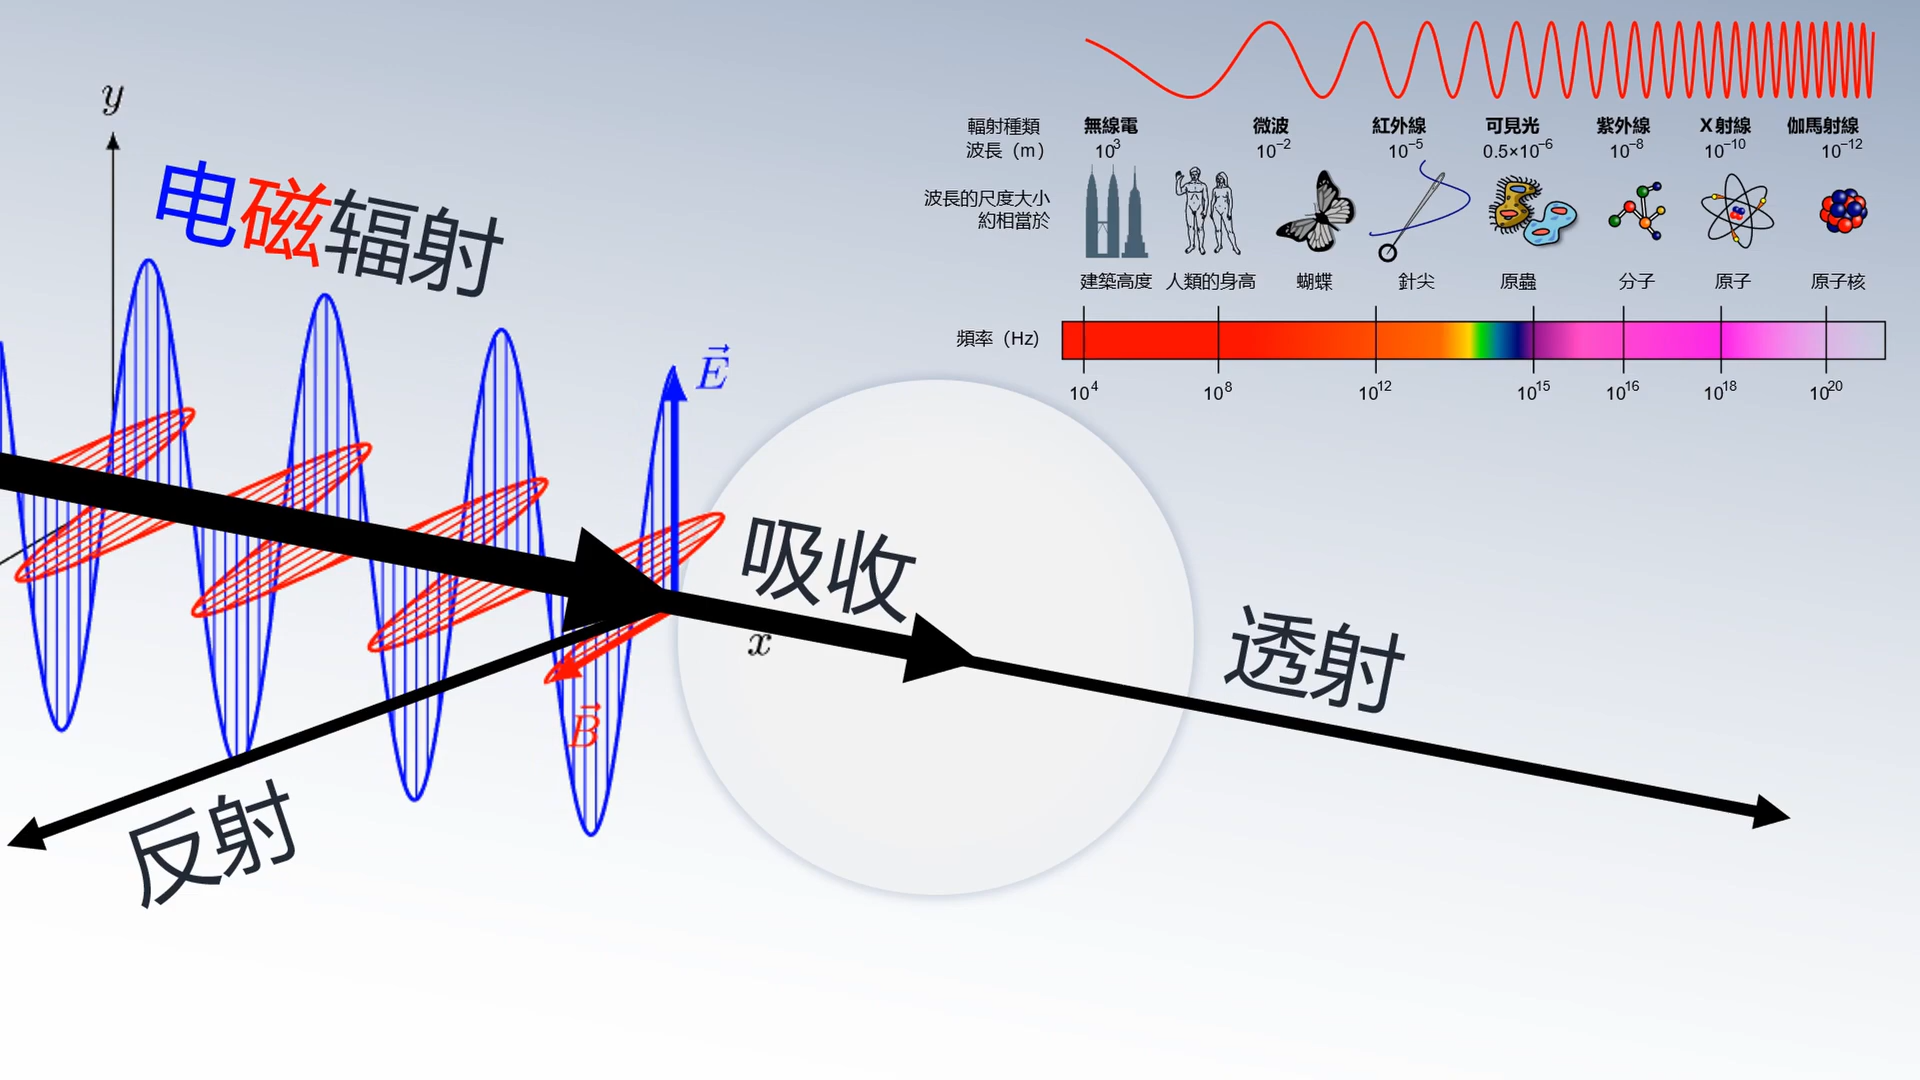 y
电磁辐射
E
B
x
吸收
透射
反射
輻射種類 無線電 微波 紅外線 可見光 紫外線 X射線 伽馬射線
波長（m） 10³ 10⁻² 10⁻⁵ 0.5×10⁻⁶ 10⁻⁸ 10⁻¹⁰ 10⁻¹²
波長的尺度大小
約相當於
建築高度 人類的身高 蝴蝶 針尖 原蟲 分子 原子 原子核
頻率（Hz）
10⁴ 10⁸ 10¹² 10¹⁵ 10¹⁶ 10¹⁸ 10²⁰